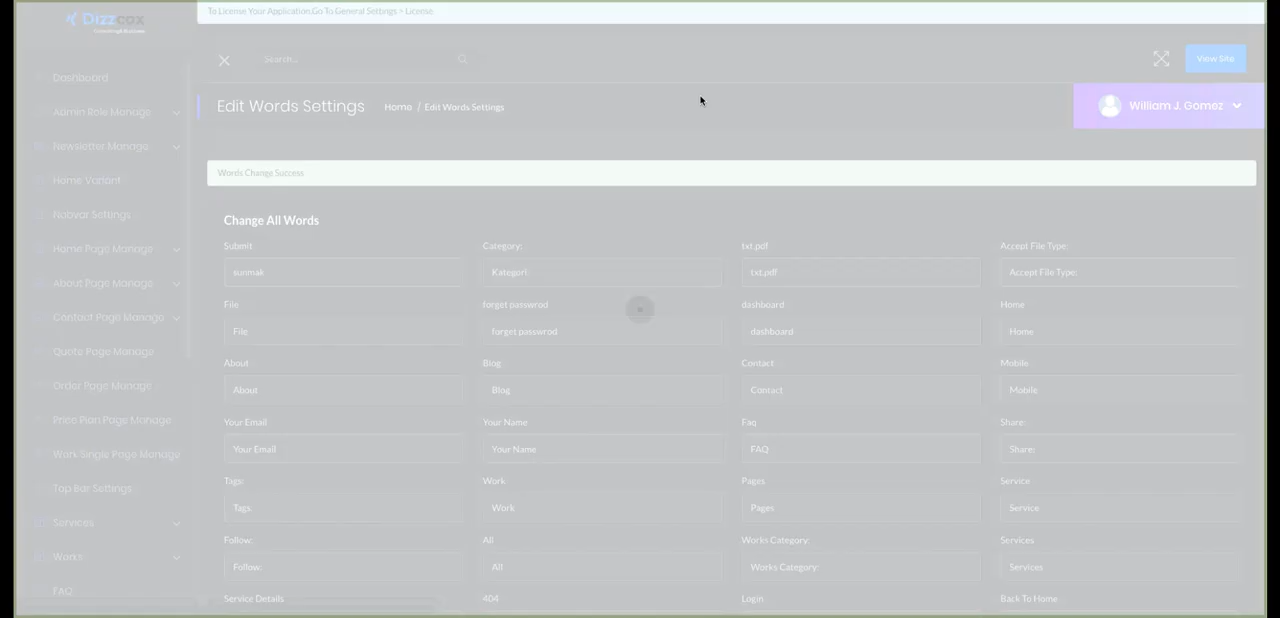 To License Your Application,Go To General Settings > License
Dizzcox
Search...
View Site
Dashboard
Admin Role Manage
Newsletter Manage
Home Variant
Navbar Settings
Home Page Manage
About Page Manage
Contact Page Manage
Quote Page Manage
Order Page Manage
Price Plan Page Manage
Work Single Page Manage
Top Bar Settings
Services
Works
FAQ
Edit Words Settings
Home / Edit Words Settings
William J. Gomez
Words Change Success
Change All Words
Submit Category: txt.pdf Accept File Type:
sunmak Kategori txt.pdf Accept File Type:
File forget passwrod dashboard Home
File forget passwrod dashboard Home
About Blog Contact Mobile
About Blog Contact Mobile
Your Email Your Name Faq Share:
Your Email Your Name FAQ Share:
Tags: Work Pages Service
Tags: Work Pages Service
Follow: All Works Category: Services
Follow: All Works Category: Services
Service Details 404 Login Back To Home